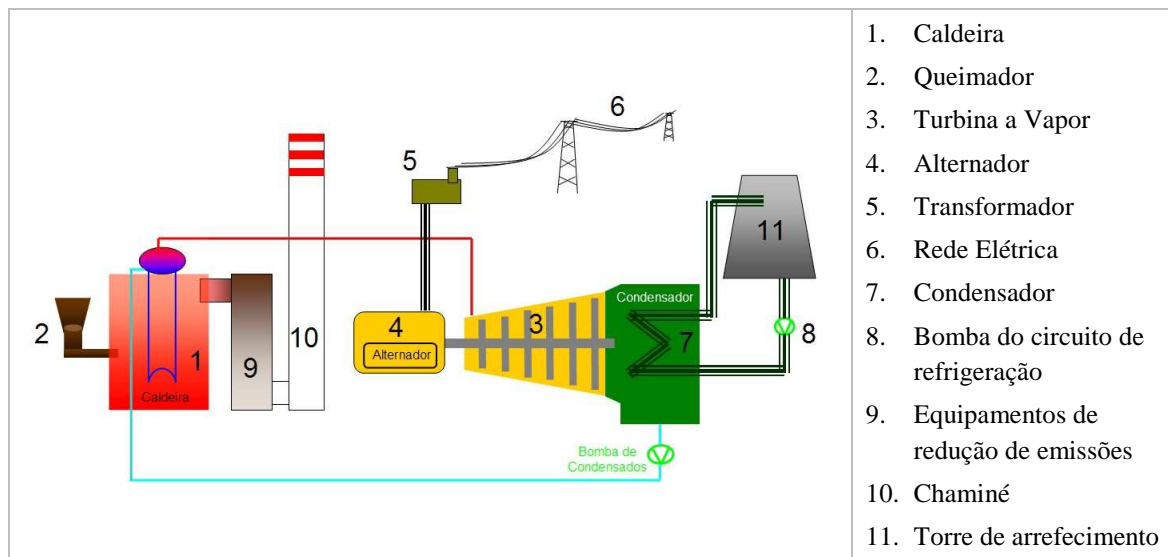 6
5
11
Condensador
2
4
3
7
8
10
9
1
Alternador
Caldeira
Bomba de
Condensados
1. Caldeira
2. Queimador
3. Turbina a Vapor
4. Alternador
5. Transformador
6. Rede Elétrica
7. Condensador
8. Bomba do circuito de
refrigeração
9. Equipamentos de
redução de emissões
10. Chaminé
11. Torre de arrefecimento